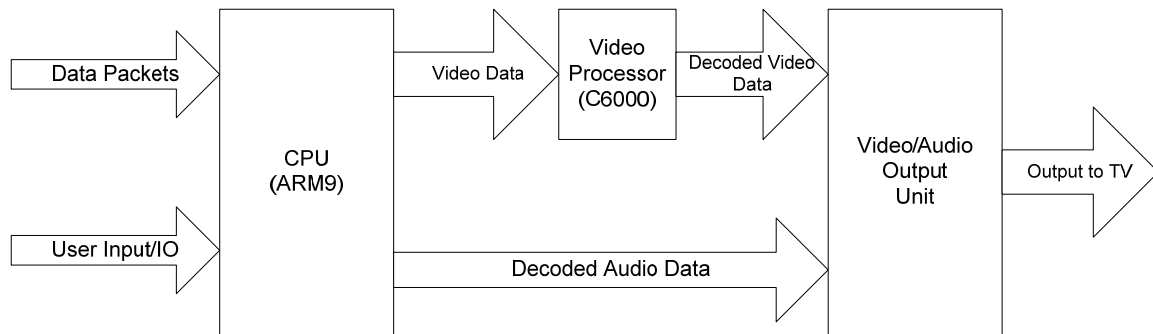 Data Packets
User Input/IO
CPU
(ARM9)
Video Data
Video
Processor
(C6000)
Decoded Video
Data
Decoded Audio Data
Video/Audio
Output
Unit
Output to TV